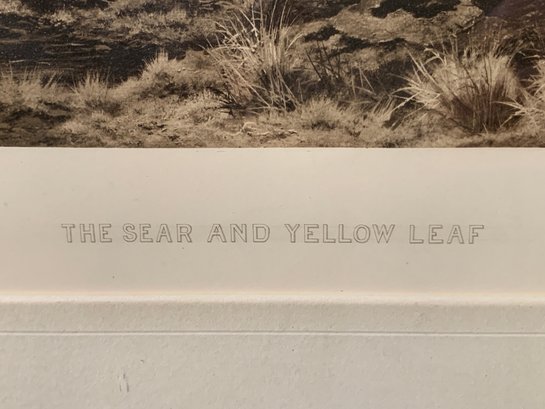 THE SEAR AND YELLOW LEAF